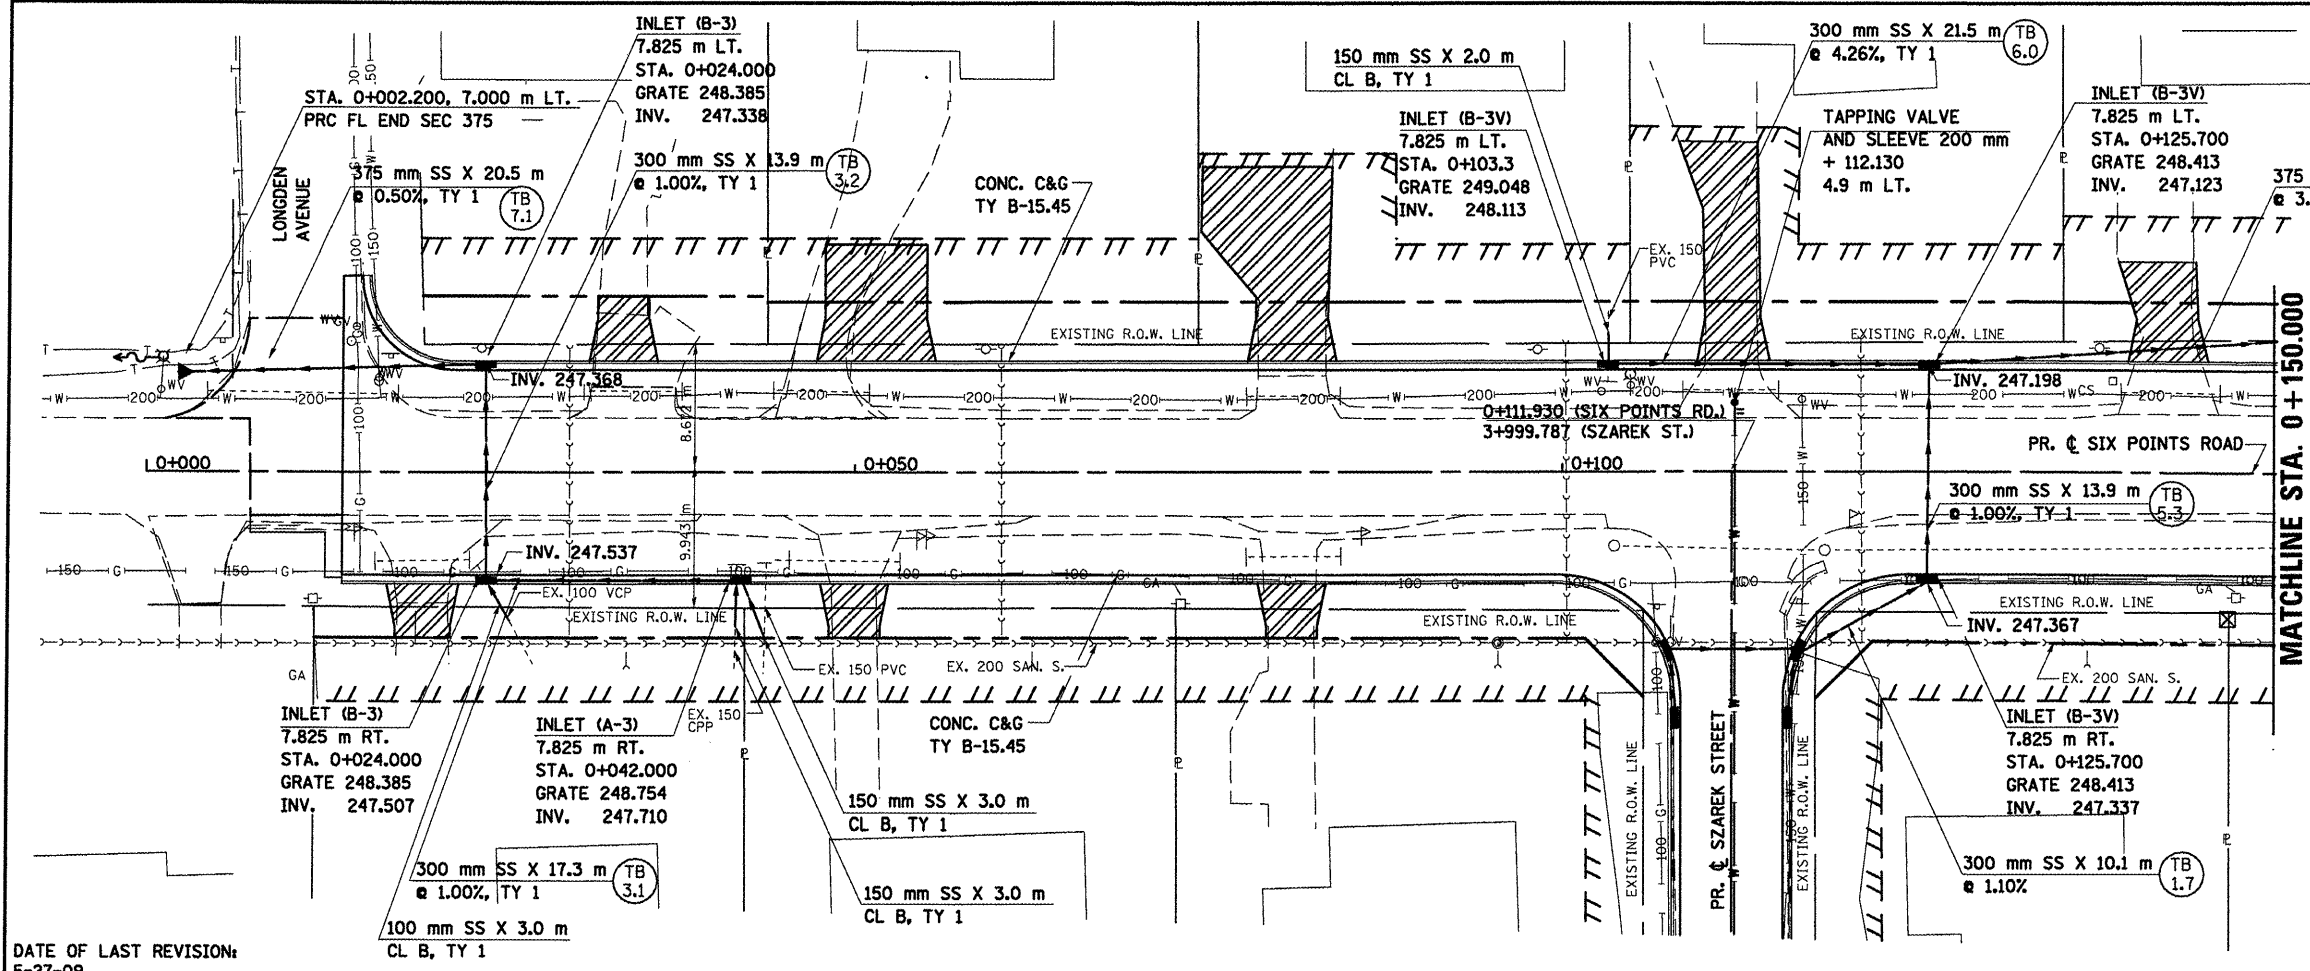 INLET (B-3)
7.825 m LT.
STA. 0+024.000
GRATE 248.385
INV. 247.338
STA. 0+002.200, 7.000 m LT.
PRC FL END SEC 375
LONGDEN
AVENUE
375 mm SS X 20.5 m
@ 0.50%, TY 1
TB
7.1
300 mm SS X 13.9 m
@ 1.00%, TY 1
TB
3.2
CONC. C&G
TY B-15.45
150 mm SS X 2.0 m
CL B, TY 1
INLET (B-3V)
7.825 m LT.
STA. 0+103.3
GRATE 249.048
INV. 248.113
300 mm SS X 21.5 m
@ 4.26%, TY 1
TB
6.0
TAPPING VALVE
AND SLEEVE 200 mm
+ 112.130
4.9 m LT.
INLET (B-3V)
7.825 m LT.
STA. 0+125.700
GRATE 248.413
INV. 247.123
375
@ 3.
EX. 150
PVC
EXISTING R.O.W. LINE
EXISTING R.O.W. LINE
INV. 247.368
INV. 247.198
8.692 m
0+111.930 (SIX POINTS RD.) =
3+999.787 (SZAREK ST.)
0+000
0+050
0+100
PR. ℄ SIX POINTS ROAD
MATCHLINE STA. 0+150.000
300 mm SS X 13.9 m
@ 1.00%, TY 1
TB
5.3
9.943 m
INV. 247.537
EX. 100 VCP
EXISTING R.O.W. LINE
EXISTING R.O.W. LINE
EXISTING R.O.W. LINE
INV. 247.367
GA
GA
GA
EX. 150 PVC
EX. 200 SAN. S.
EX. 200 SAN. S.
EX. 150
CPP
INLET (B-3)
7.825 m RT.
STA. 0+024.000
GRATE 248.385
INV. 247.507
INLET (A-3)
7.825 m RT.
STA. 0+042.000
GRATE 248.754
INV. 247.710
CONC. C&G
TY B-15.45
150 mm SS X 3.0 m
CL B, TY 1
150 mm SS X 3.0 m
CL B, TY 1
300 mm SS X 17.3 m
@ 1.00%, TY 1
TB
3.1
100 mm SS X 3.0 m
CL B, TY 1
EXISTING R.O.W. LINE
PR. ℄ SZAREK STREET
EXISTING R.O.W. LINE
INLET (B-3V)
7.825 m RT.
STA. 0+125.700
GRATE 248.413
INV. 247.337
300 mm SS X 10.1 m
@ 1.10%
TB
1.7
DATE OF LAST REVISION:
5-27-09